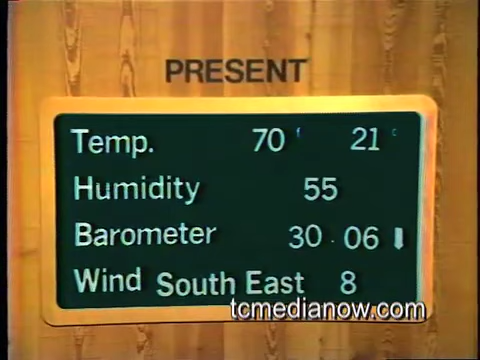 PRESENT
Temp. 70 F 21 C
Humidity 55
Barometer 30.06
Wind South East 8
tcmedianow.com